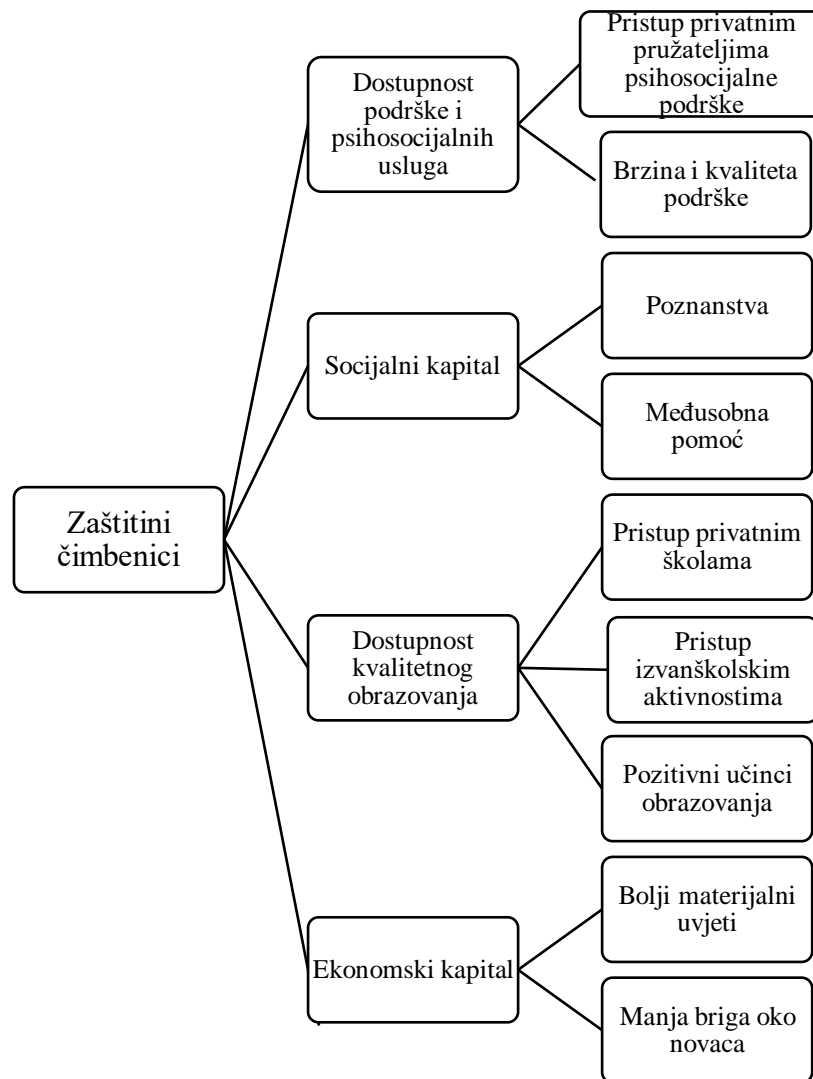 Zaštitini
čimbenici
Dostupnost
podrške i
psihosocijalnih
usluga
Pristup privatnim
pružateljima
psihosocijalne
podrške
Brzina i kvaliteta
podrške
Socijalni kapital
Poznanstva
Međusobna
pomoć
Dostupnost
kvalitetnog
obrazovanja
Pristup privatnim
školama
Pristup
izvanškolskim
aktivnostima
Pozitivni učinci
obrazovanja
Ekonomski kapital
Bolji materijalni
uvjeti
Manja briga oko
novaca